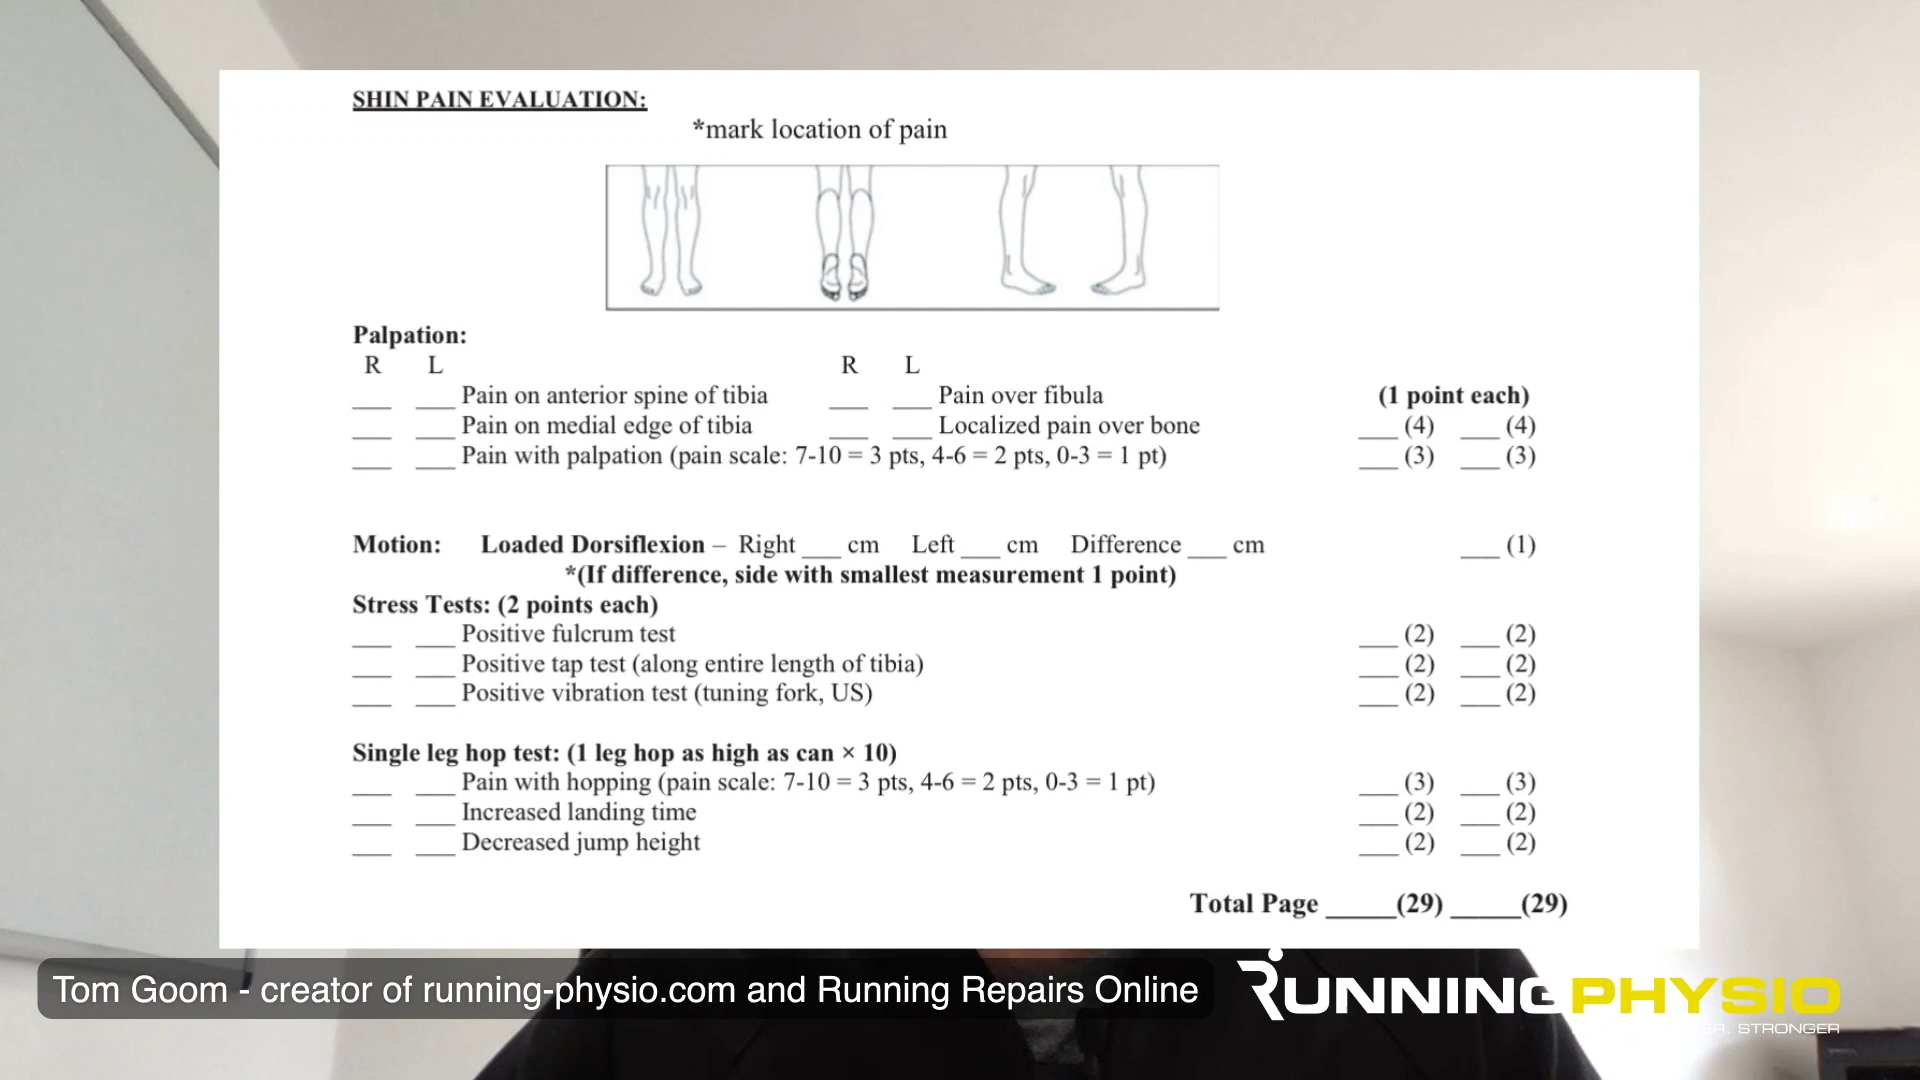 SHIN PAIN EVALUATION:
*mark location of pain
Palpation:
R L R L
___ ___ Pain on anterior spine of tibia ___ ___ Pain over fibula (1 point each)
___ ___ Pain on medial edge of tibia ___ ___ Localized pain over bone ___ (4) ___ (4)
___ ___ Pain with palpation (pain scale: 7-10 = 3 pts, 4-6 = 2 pts, 0-3 = 1 pt) ___ (3) ___ (3)
Motion: Loaded Dorsiflexion – Right ___ cm Left ___ cm Difference ___ cm ___ (1)
*(If difference, side with smallest measurement 1 point)
Stress Tests: (2 points each)
___ ___ Positive fulcrum test ___ (2) ___ (2)
___ ___ Positive tap test (along entire length of tibia) ___ (2) ___ (2)
___ ___ Positive vibration test (tuning fork, US) ___ (2) ___ (2)
Single leg hop test: (1 leg hop as high as can × 10)
___ ___ Pain with hopping (pain scale: 7-10 = 3 pts, 4-6 = 2 pts, 0-3 = 1 pt) ___ (3) ___ (3)
___ ___ Increased landing time ___ (2) ___ (2)
___ ___ Decreased jump height ___ (2) ___ (2)
Total Page _____(29) _____(29)
Tom Goom - creator of running-physio.com and Running Repairs Online
RUNNINGPHYSIO
STRONGER